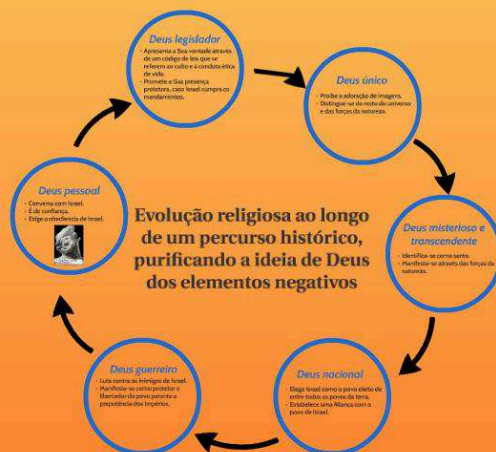 Deus legislador
- Apresenta a Sua vontade através
de um código de leis que se
referem ao culto e à conduta ética
de vida.
- Promete a Sua presença
protetora, caso Israel cumpra os
mandamentos.
Deus único
- Proíbe a adoração de imagens.
- Distingue-se do resto do universo
e das forças da natureza.
Deus misterioso e
transcendente
- Identifica-se como santo.
- Manifesta-se através das forças da
natureza.
Deus nacional
- Elege Israel como o povo eleito de
entre todos os povos da terra.
- Estabelece uma Aliança com o
povo de Israel.
Deus guerreiro
- Luta contra os inimigos de Israel.
- Manifesta-se como protetor e
libertador do povo perante a
prepotência dos impérios.
Deus pessoal
- Conversa com Israel.
- É de confiança.
- Exige a obediência de Israel.
Evolução religiosa ao longo
de um percurso histórico,
purificando a ideia de Deus
dos elementos negativos